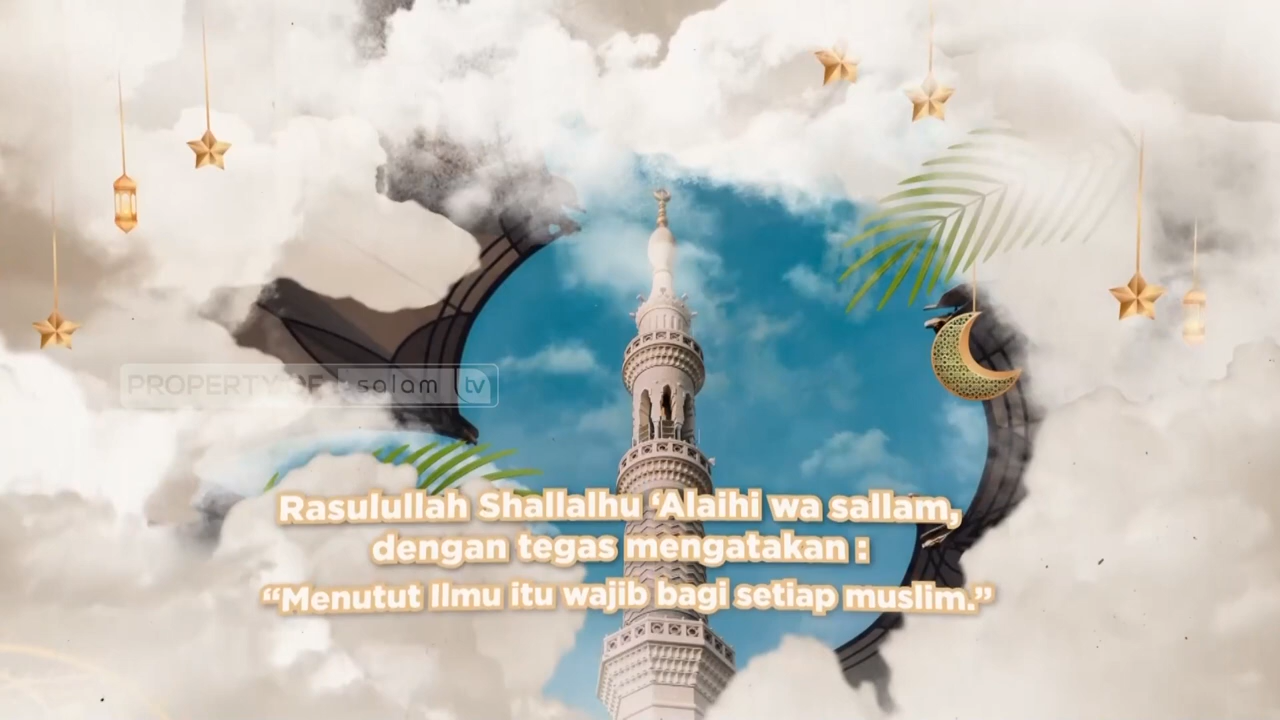 PROPERTY OF salam tv
Rasulullah Shallalhu ‘Alaihi wa sallam,
dengan tegas mengatakan :
“Menutut Ilmu itu wajib bagi setiap muslim.”